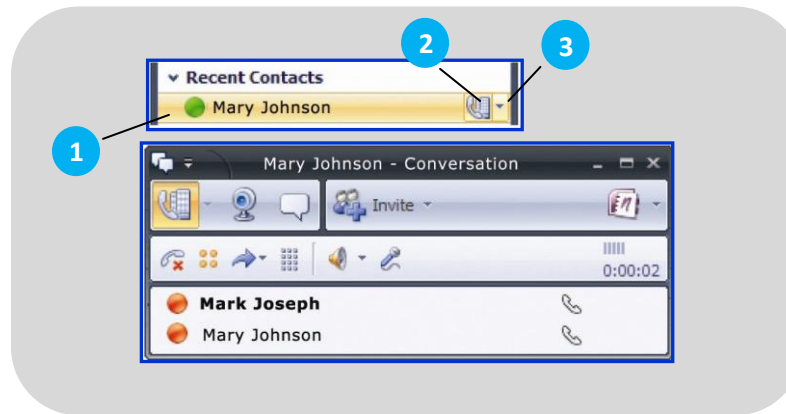 2
3
Recent Contacts
Mary Johnson
1
Mary Johnson - Conversation
Invite
0:00:02
Mark Joseph
Mary Johnson